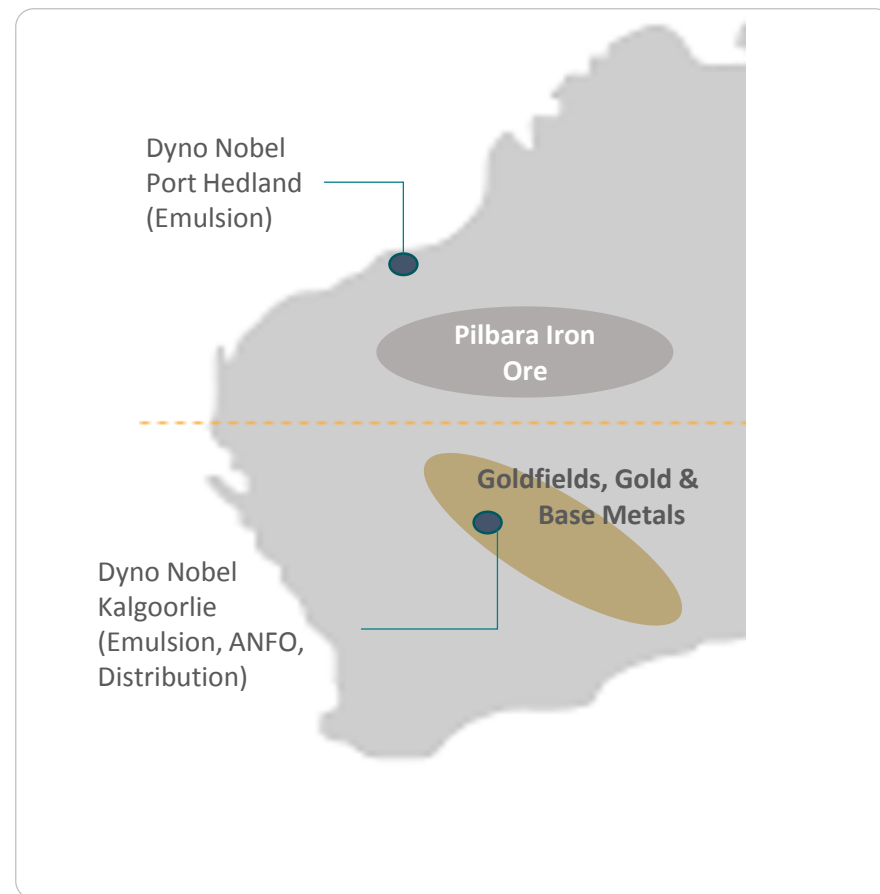 Dyno Nobel
Port Hedland
(Emulsion)
Pilbara Iron
Ore
Goldfields, Gold &
Base Metals
Dyno Nobel
Kalgoorlie
(Emulsion, ANFO,
Distribution)